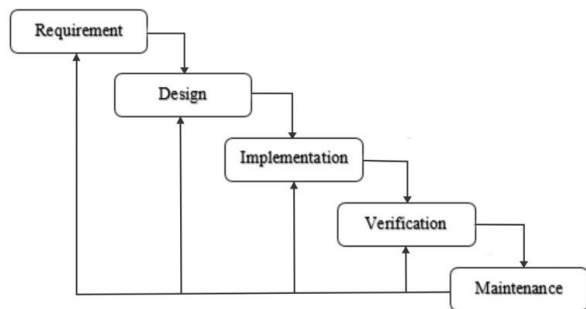 Requirement
Design
Implementation
Verification
Maintenance